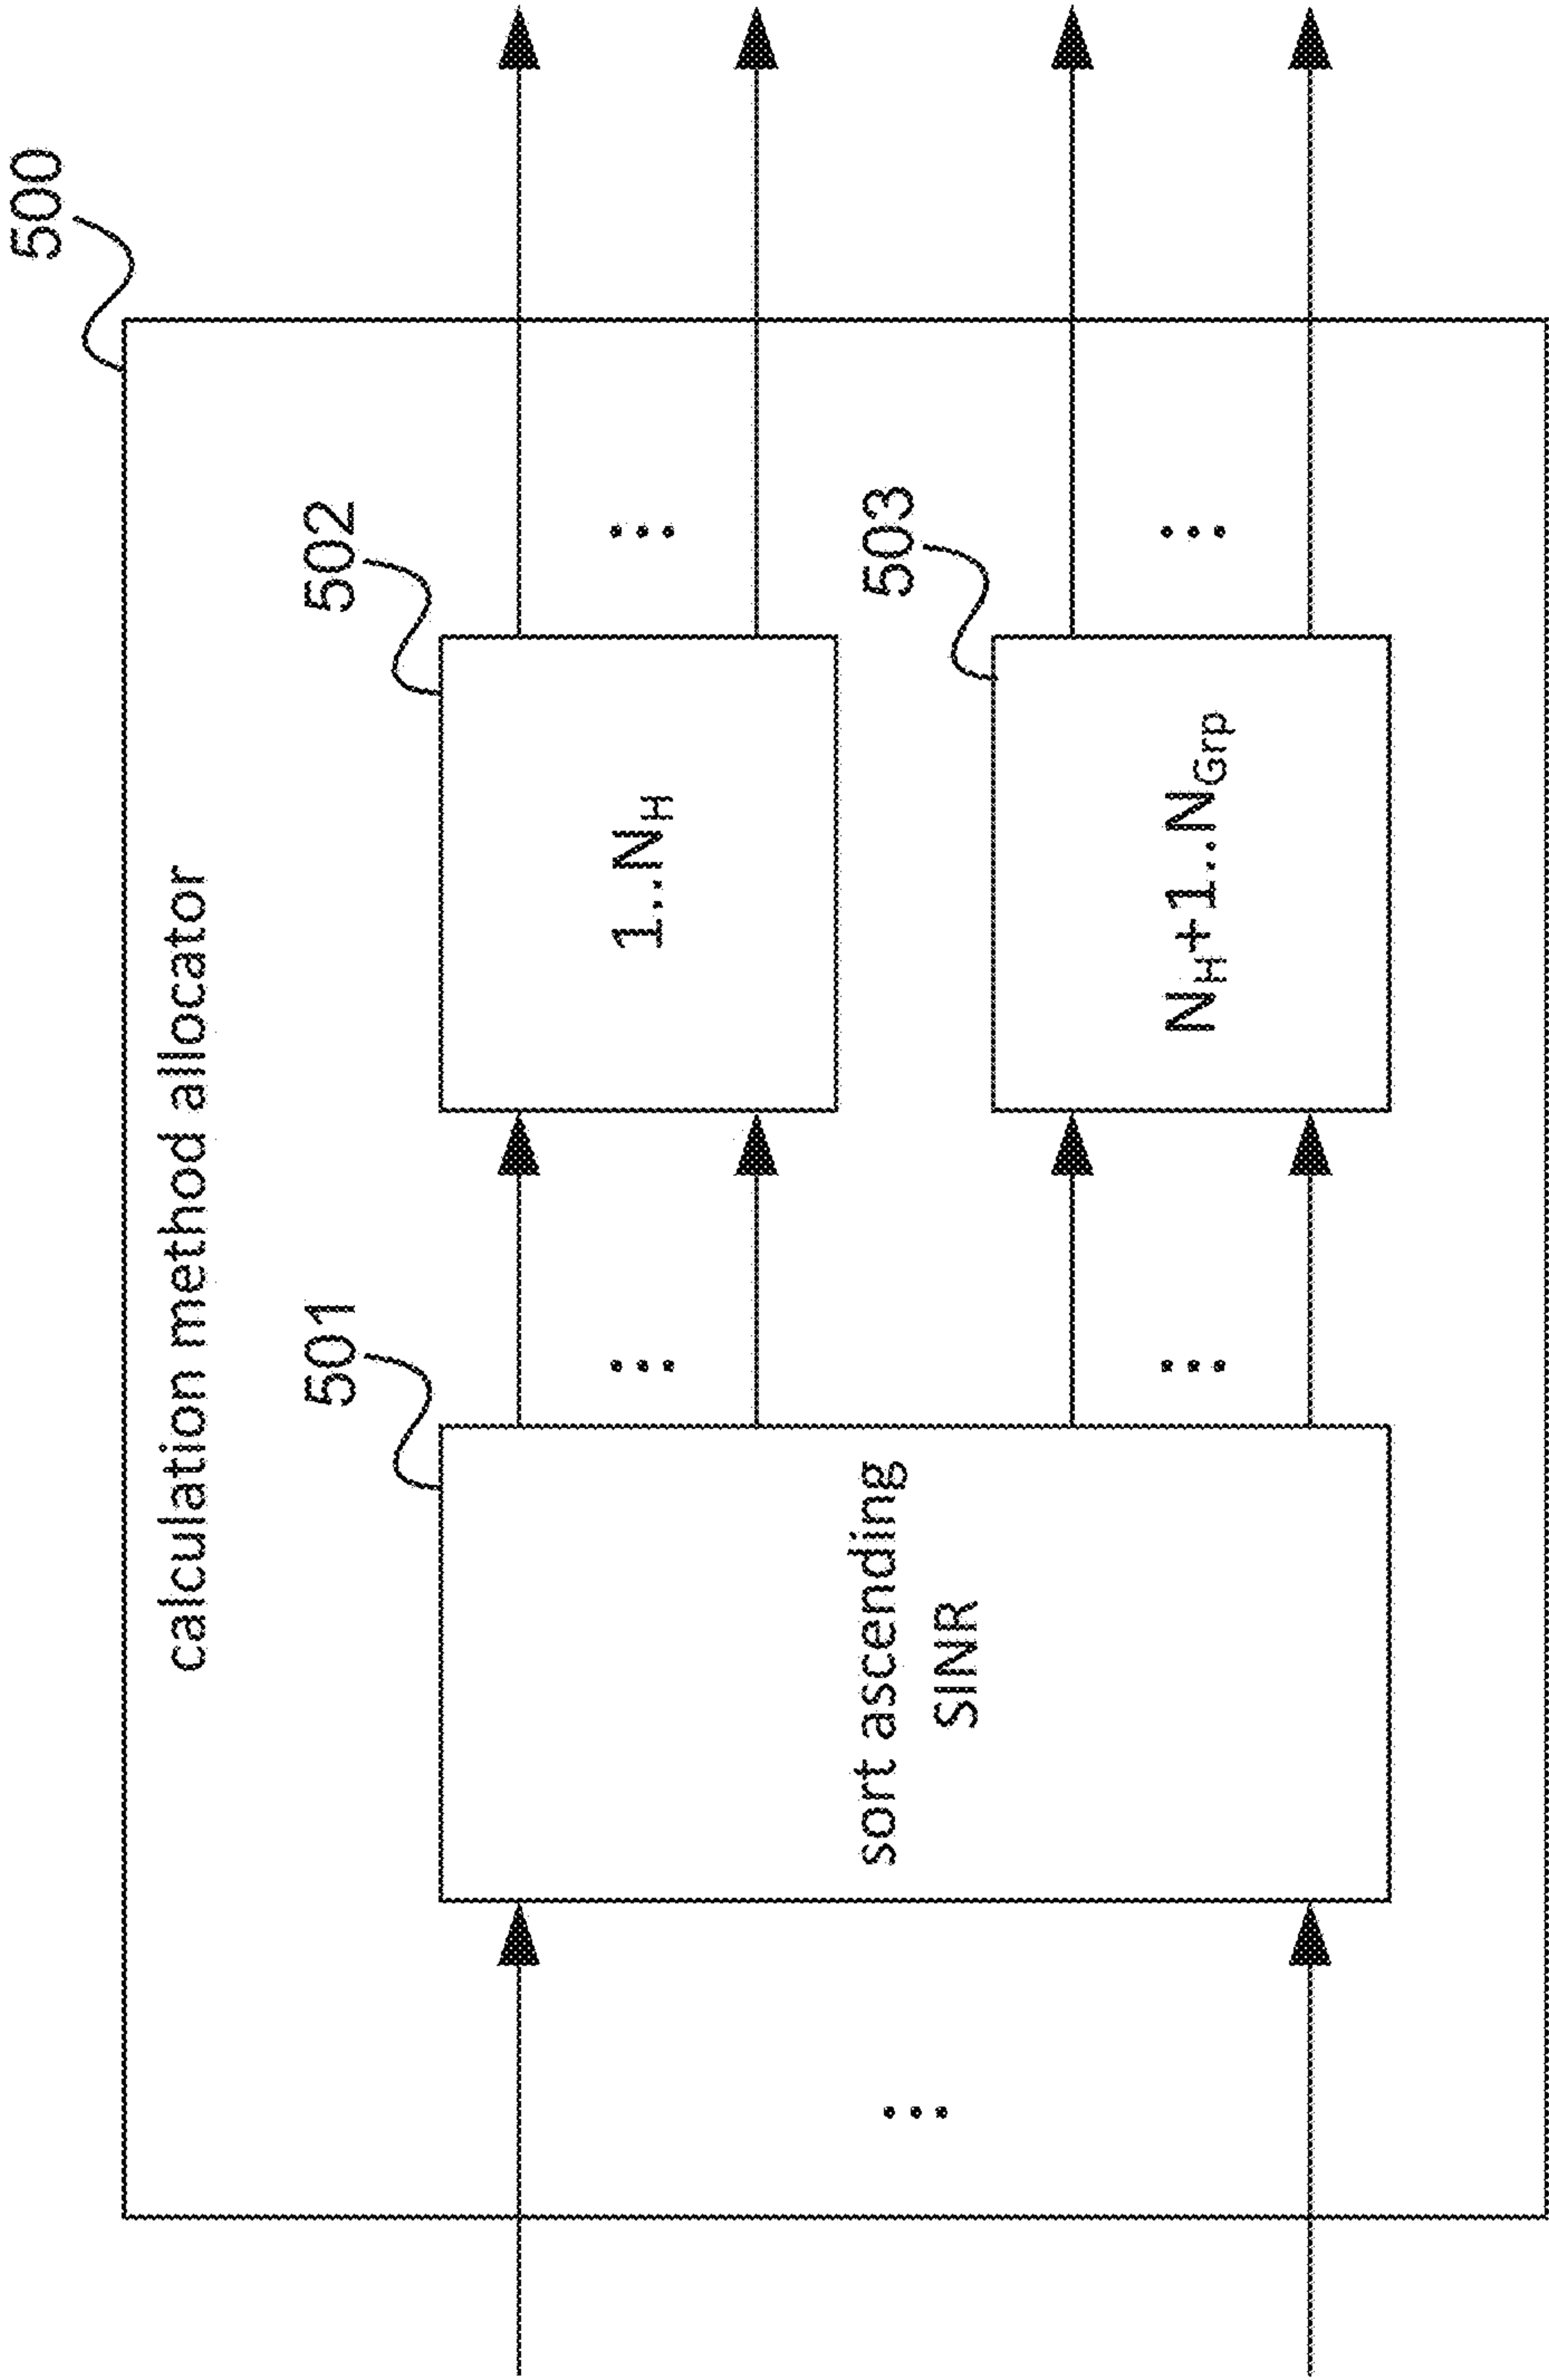 500
calculation method allocator
501
502
sort ascending
SINR
1..N_H
503
N_H+1..N_Grp